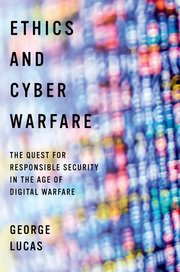 ETHICS
AND
CYBER
WARFARE
THE QUEST FOR
RESPONSIBLE SECURITY
IN THE AGE OF
DIGITAL WARFARE
GEORGE
LUCAS